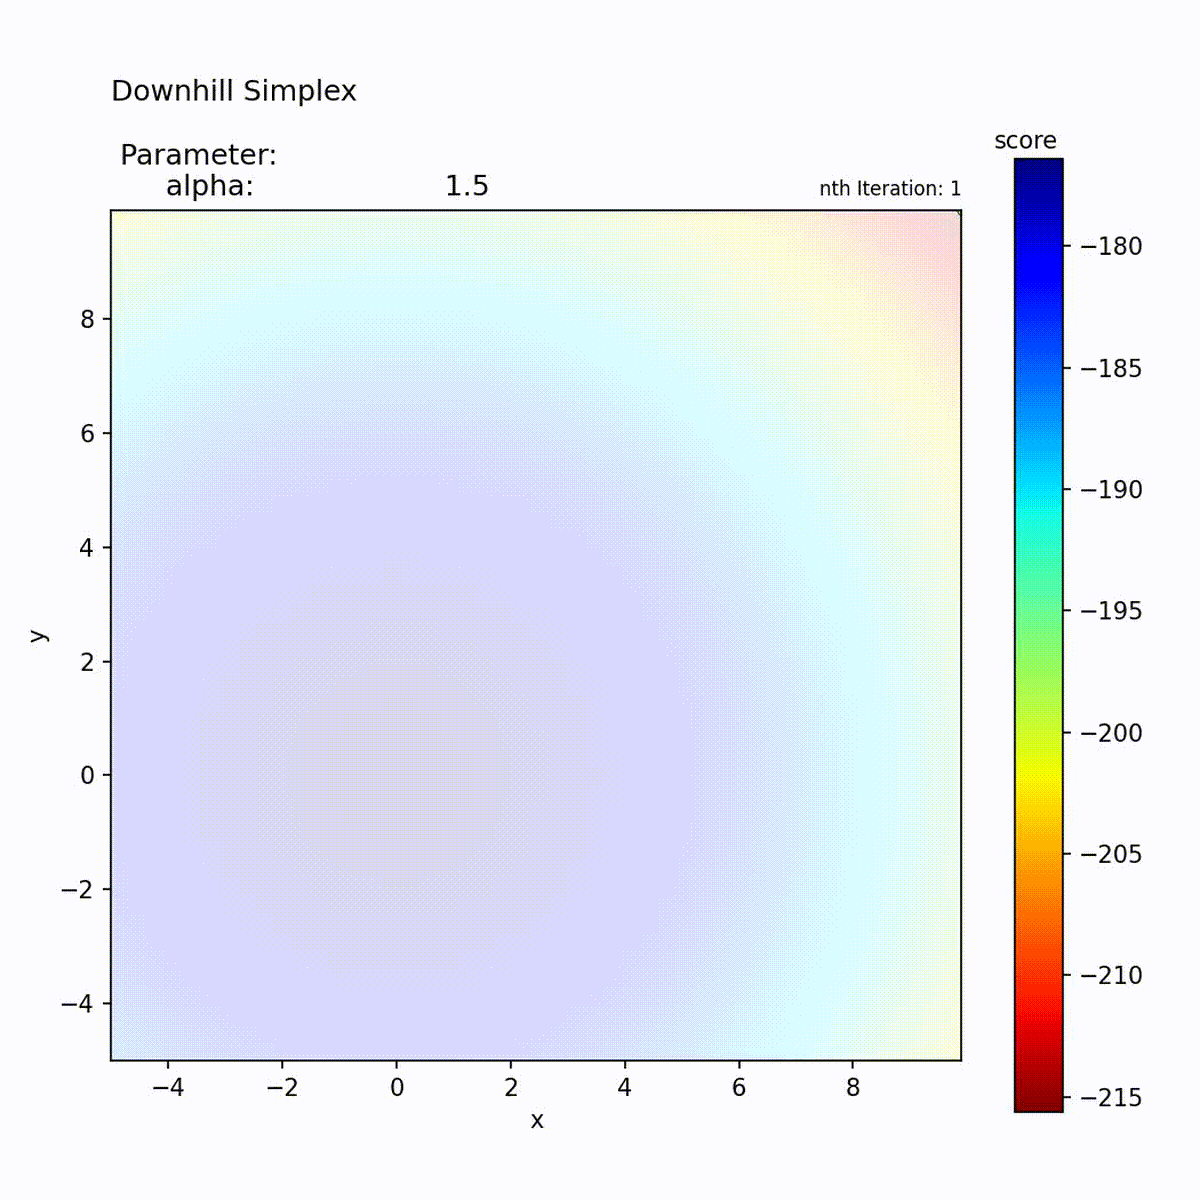 Downhill Simplex
Parameter:
alpha: 1.5
nth Iteration: 1
score
−180
−185
−190
−195
−200
−205
−210
−215
8
6
4
2
0
−2
−4
y
−4 −2 0 2 4 6 8
x